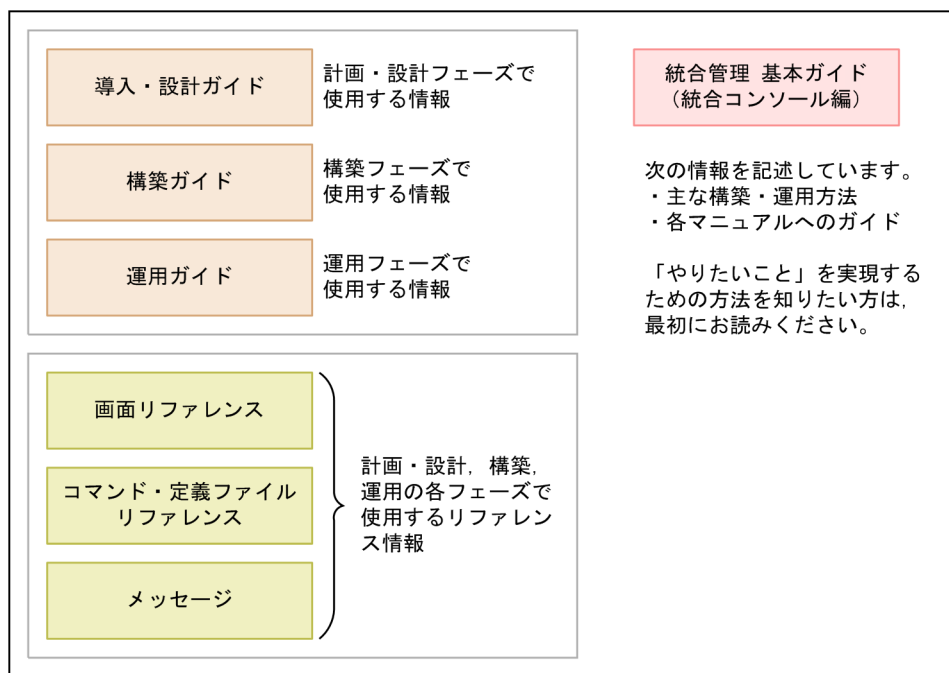 導入・設計ガイド
計画・設計フェーズで
使用する情報
構築ガイド
構築フェーズで
使用する情報
運用ガイド
運用フェーズで
使用する情報
統合管理 基本ガイド
（統合コンソール編）
次の情報を記述しています。
・主な構築・運用方法
・各マニュアルへのガイド
「やりたいこと」を実現する
ための方法を知りたい方は，
最初にお読みください。
画面リファレンス
コマンド・定義ファイル
リファレンス
メッセージ
計画・設計，構築，
運用の各フェーズで
使用するリファレン
ス情報